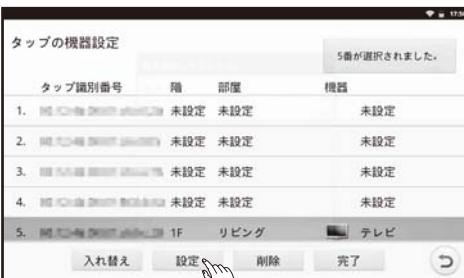 17:50
タップの機器設定
5番が選択されました。
タップ識別番号 階 部屋 機器
1. 未設定 未設定 未設定
2. 未設定 未設定 未設定
3. 未設定 未設定 未設定
4. 未設定 未設定 未設定
5. 1F リビング テレビ
入れ替え 設定 削除 完了